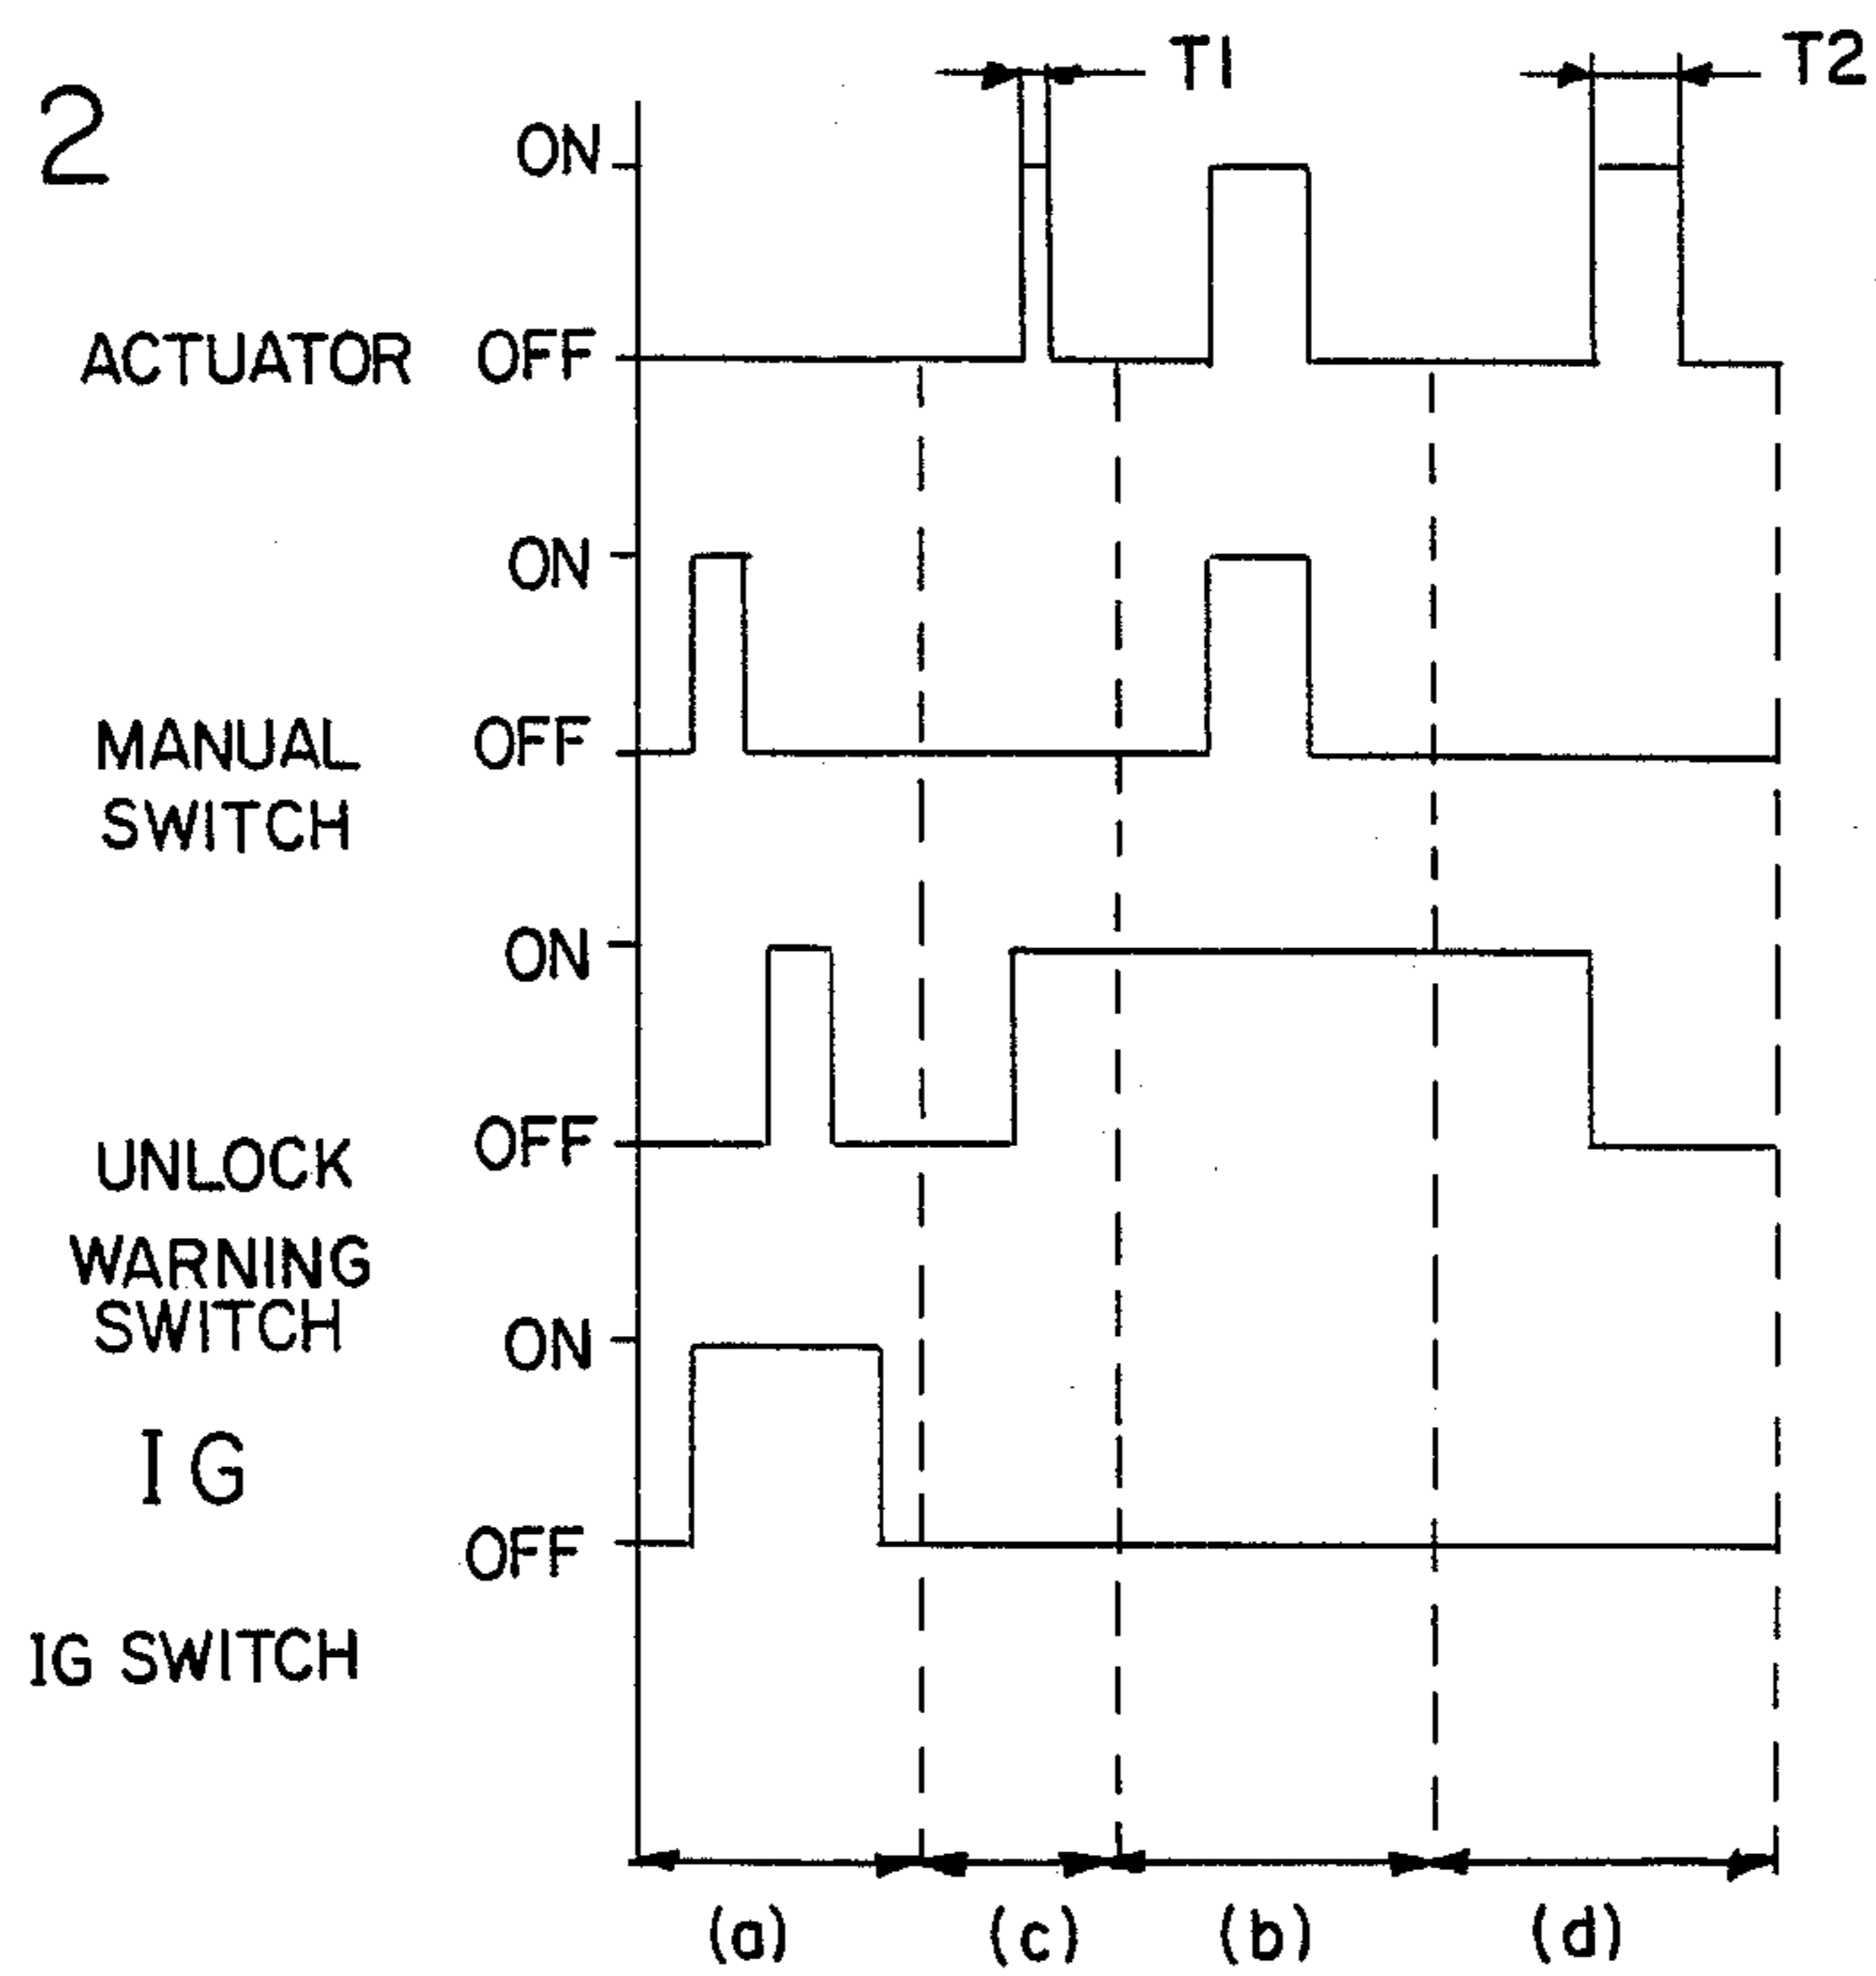 T1
T2
2
ON
ACTUATOR OFF
ON
MANUAL OFF
SWITCH
ON
UNLOCK OFF
WARNING
SWITCH
ON
IG
OFF
IG SWITCH
(a) (c) (b) (d)